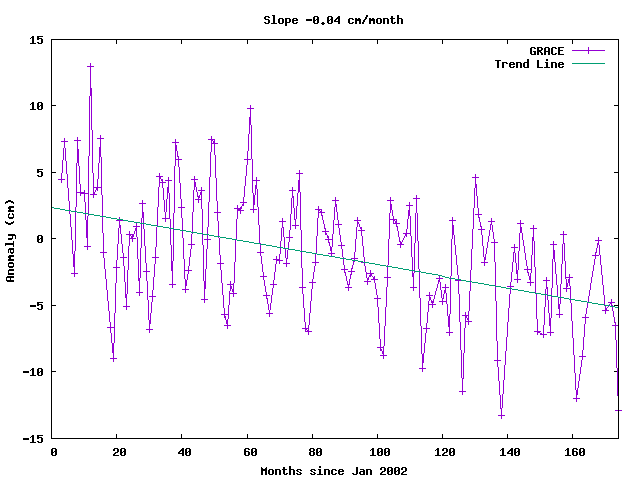 Slope -0.04 cm/month
GRACE
Trend Line
15
10
5
0
-5
-10
-15
Anomaly (cm)
0 20 40 60 80 100 120 140 160
Months since Jan 2002